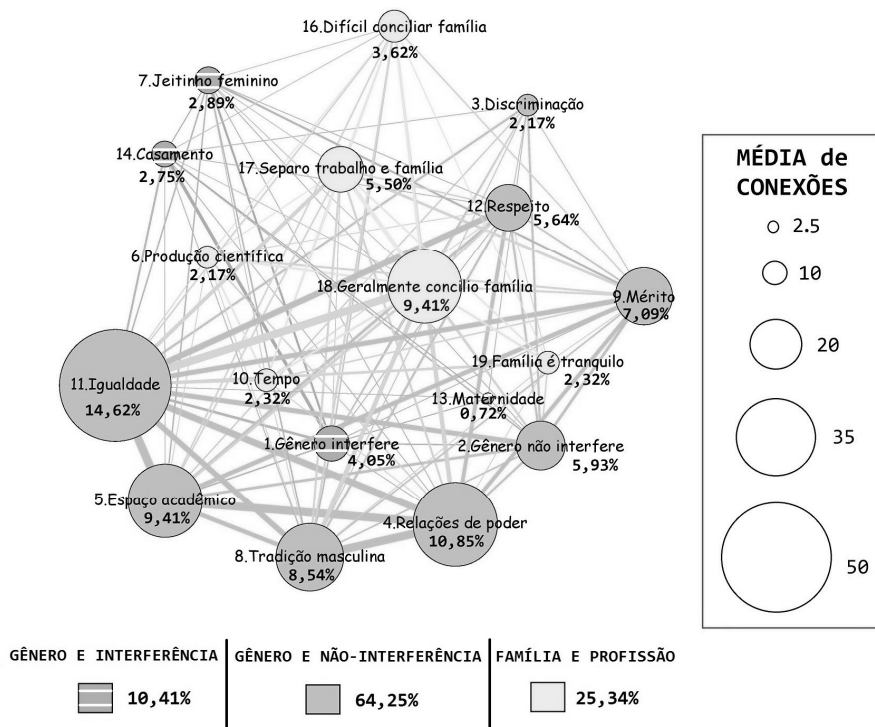 16.Difícil conciliar família
3,62%
7.Jeitinho feminino
2,89%
3.Discriminação
2,17%
14.Casamento
2,75%
17.Separo trabalho e família
5,50%
12.Respeito
5,64%
6.Produção científica
2,17%
18.Geralmente concilio família
9,41%
9.Mérito
7,09%
11.Igualdade
14,62%
10.Tempo
2,32%
19.Família é tranquilo
2,32%
13.Maternidade
0,72%
1.Gênero interfere
4,05%
2.Gênero não interfere
5,93%
5.Espaço acadêmico
9,41%
4.Relações de poder
10,85%
8.Tradição masculina
8,54%
MÉDIA de
CONEXÕES
2.5
10
20
35
50
GÊNERO E INTERFERÊNCIA
10,41%
GÊNERO E NÃO-INTERFERÊNCIA
64,25%
FAMÍLIA E PROFISSÃO
25,34%